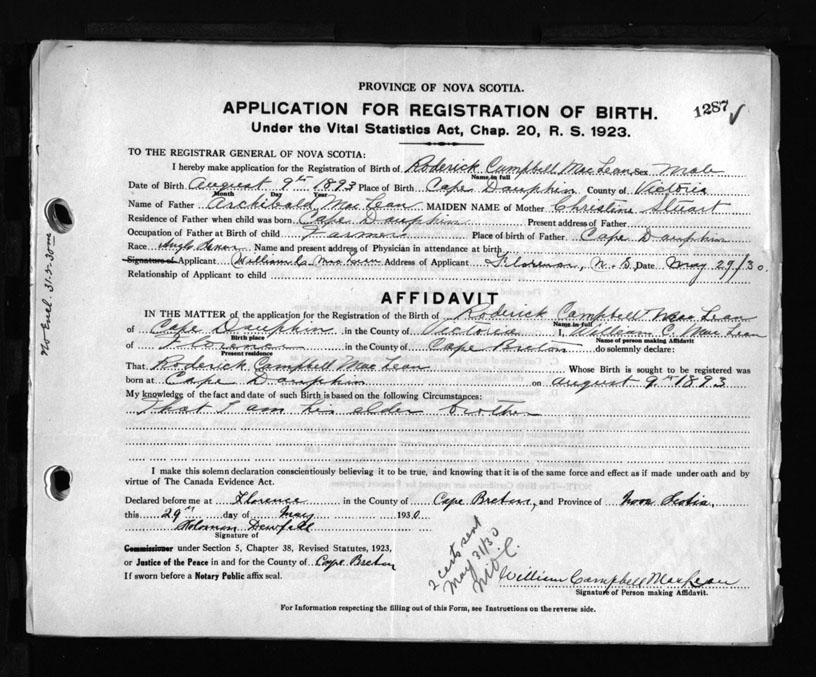 PROVINCE OF NOVA SCOTIA.
1287
APPLICATION FOR REGISTRATION OF BIRTH.
Under the Vital Statistics Act, Chap. 20, R. S. 1923.
TO THE REGISTRAR GENERAL OF NOVA SCOTIA:
I hereby make application for the Registration of Birth of Roderick Campbell MacLean Sex Male
Name in full
Date of Birth August 9th 1893 Place of Birth Cape Dauphin County of Victoria
Month Day Year
Name of Father Archibald MacLean MAIDEN NAME of Mother Christine Stuart
Residence of Father when child was born Cape Dauphin Present address of Father
Occupation of Father at Birth of child Farmer Place of birth of Father Cape Dauphin
Race Name and present address of Physician in attendance at birth
Signature of Applicant William C. MacLean Address of Applicant Florence, N. S. Date May 29/30.
Relationship of Applicant to child
AFFIDAVIT
IN THE MATTER of the application for the Registration of the Birth of Roderick Campbell MacLean
Name in full
of Cape Dauphin in the County of Victoria I, William C. MacLean
Birth place Name of person making Affidavit
of Florence in the County of Cape Breton do solemnly declare:
Present residence
That Roderick Campbell MacLean Whose Birth is sought to be registered was
born at Cape Dauphin on August 9th 1893
My knowledge of the fact and date of such Birth is based on the following Circumstances:
That I am his elder brother
I make this solemn declaration conscientiously believing it to be true, and knowing that it is of the same force and effect as if made under oath and by
virtue of The Canada Evidence Act.
Declared before me at Florence in the County of Cape Breton, and Province of Nova Scotia,
this 29th day of May 1930
Solomon
Signature of
Commissioner under Section 5, Chapter 38, Revised Statutes, 1923,
or Justice of the Peace in and for the County of Cape Breton
If sworn before a Notary Public affix seal.
2 certs sent
May 31/30
William Campbell MacLean
Signature of Person making Affidavit.
For Information respecting the filling out of this Form, see Instructions on the reverse side.
No Encl. 31-5-30